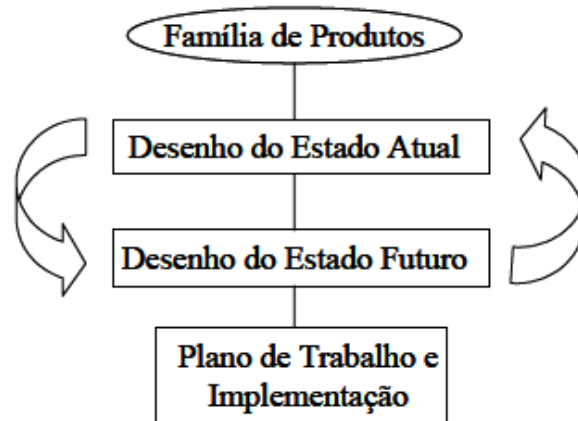 Família de Produtos
Desenho do Estado Atual
Desenho do Estado Futuro
Plano de Trabalho e
Implementação